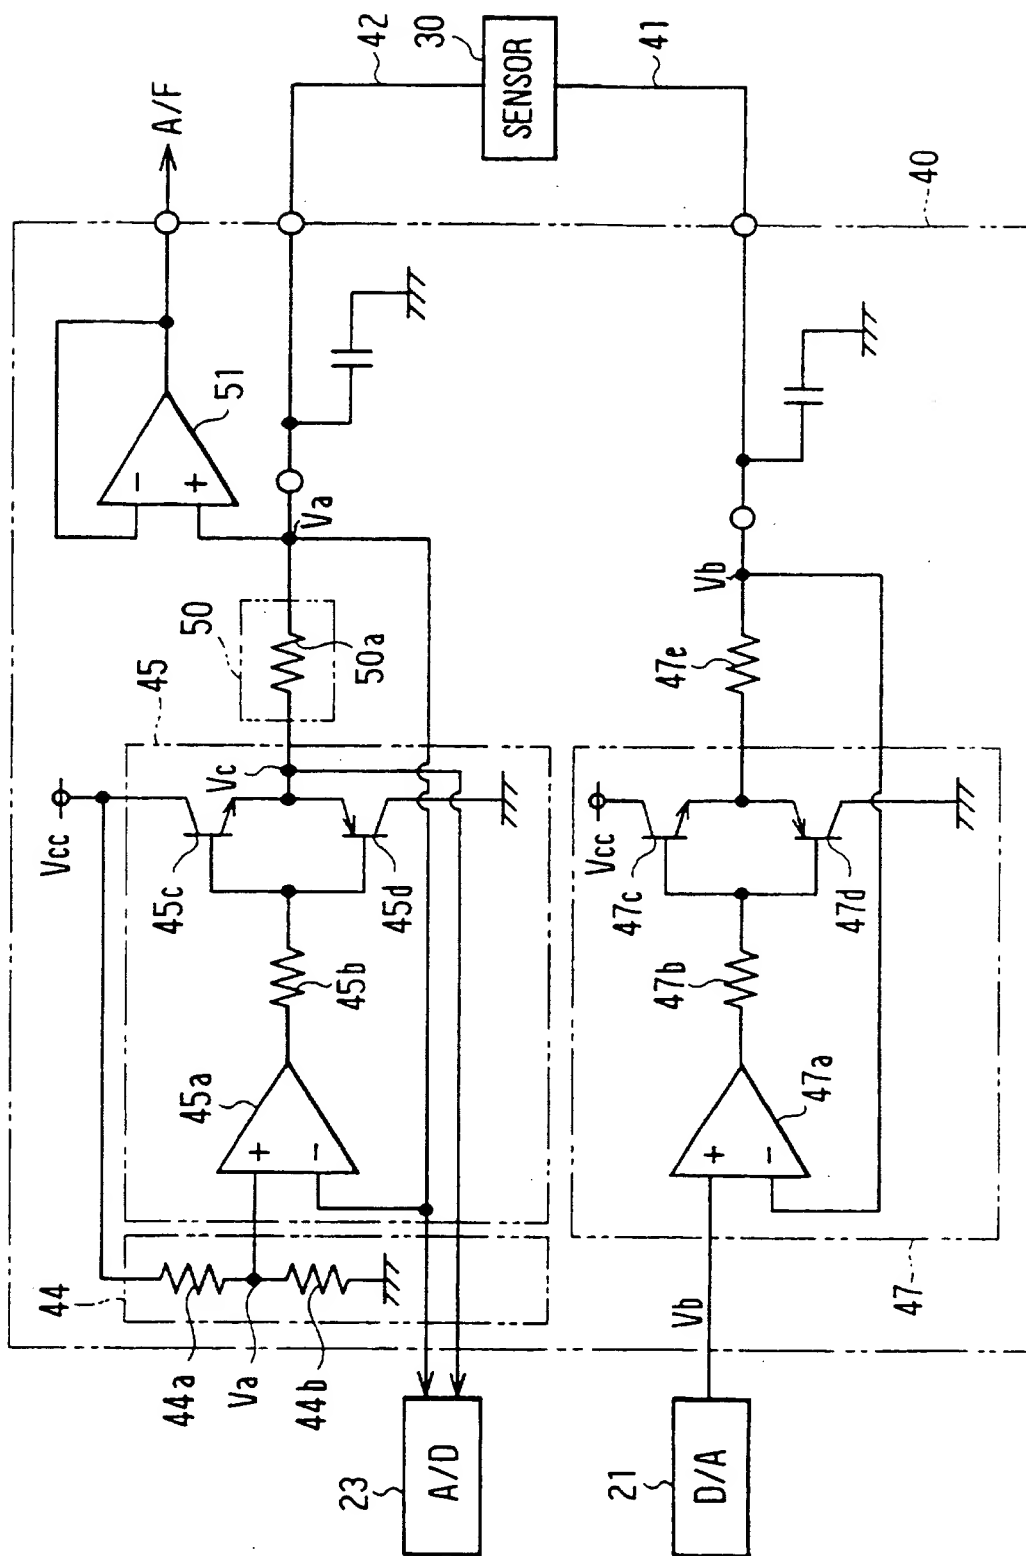 A/F
42
30
SENSOR
41
40
51
-
+
Va
50
50a
45
Vc
Vcc
45c
45d
45b
45a
+
-
44
44a
Va
44b
23
A/D
Vb
47e
Vcc
47c
47d
47b
47a
+
-
47
Vb
21
D/A